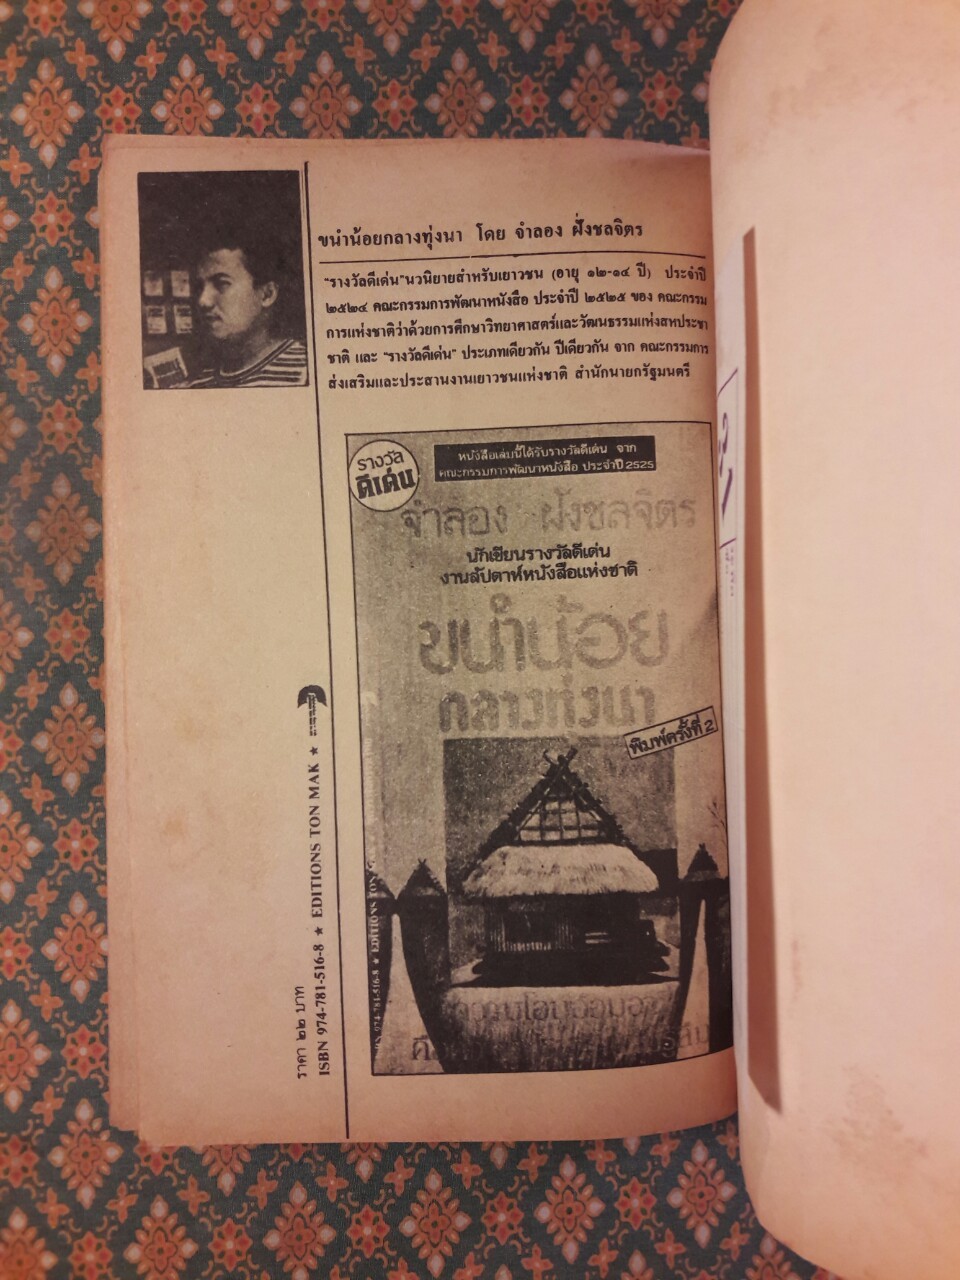 ขนำน้อยกลางทุ่งนา โดย จำลอง ฝั่งชลจิตร
“รางวัลดีเด่น”นวนิยายสำหรับเยาวชน (อายุ ๑๒-๑๔ ปี) ประจำปี
๒๕๒๔ คณะกรรมการพัฒนาหนังสือ ประจำปี ๒๕๒๕ ของ คณะกรรม
การแห่งชาติว่าด้วยการศึกษาวิทยาศาสตร์และวัฒนธรรมแห่งสหประชา
ชาติ และ “รางวัลดีเด่น” ประเภทเดียวกัน ปีเดียวกัน จาก คณะกรรมการ
ส่งเสริมและประสานงานเยาวชนแห่งชาติ สำนักนายกรัฐมนตรี
รางวัล
ดีเด่น
หนังสือเล่มนี้ได้รับรางวัลดีเด่น จาก
คณะกรรมการพัฒนาหนังสือ ประจำปี 2525
จำลอง ฝั่งชลจิตร
นักเขียนรางวัลดีเด่น
งานสัปดาห์หนังสือแห่งชาติ
ขนำน้อย
กลางทุ่งนา
พิมพ์ครั้งที่ 2
974-781-516-8 ★ EDITIONS TON
ราคา ๒๒ บาท
ISBN 974-781-516-8 ★ EDITIONS TON MAK ★